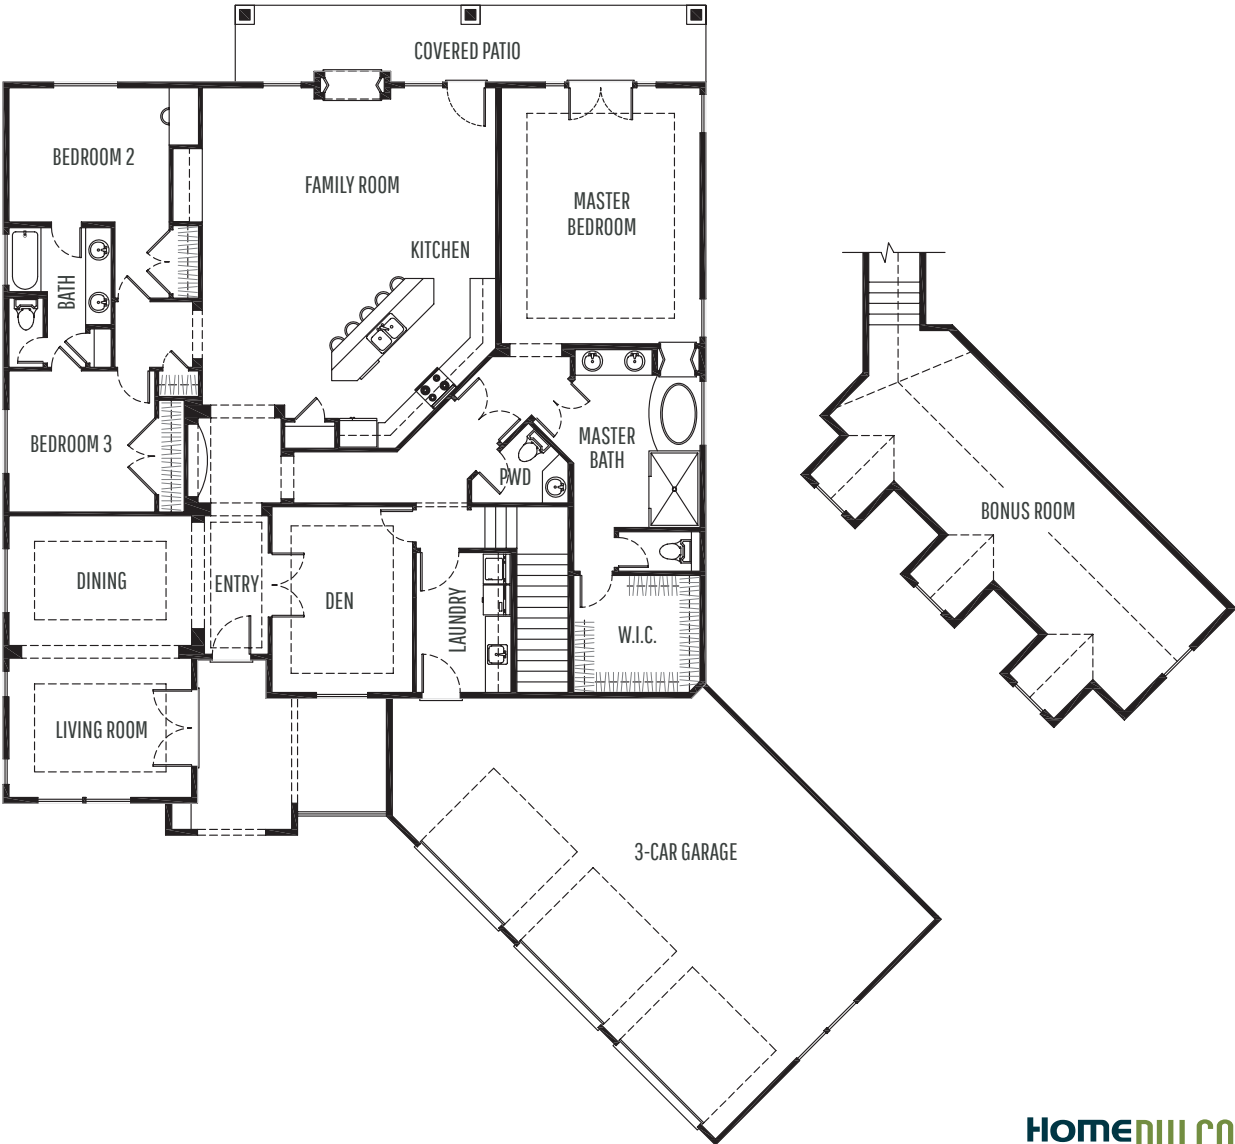 COVERED PATIO
BEDROOM 2
FAMILY ROOM
MASTER
BEDROOM
KITCHEN
BATH
BEDROOM 3
MASTER
BATH
PWD
BONUS ROOM
DINING
ENTRY
DEN
LAUNDRY
W.I.C.
LIVING ROOM
3-CAR GARAGE
HOME